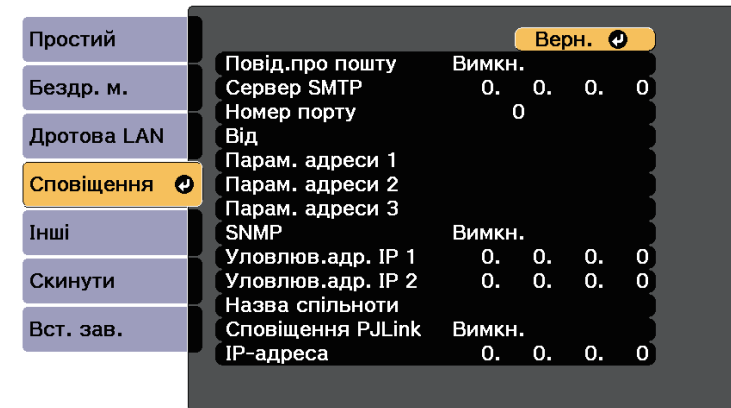 Простий
Бездр. м.
Дротова LAN
Сповіщення
Інші
Скинути
Вст. зав.
Верн.
Повід.про пошту Вимкн.
Сервер SMTP 0. 0. 0. 0
Номер порту 0
Від
Парам. адреси 1
Парам. адреси 2
Парам. адреси 3
SNMP Вимкн.
Уловлюв.адр. IP 1 0. 0. 0. 0
Уловлюв.адр. IP 2 0. 0. 0. 0
Назва спільноти
Сповіщення PJLink Вимкн.
IP-адреса 0. 0. 0. 0